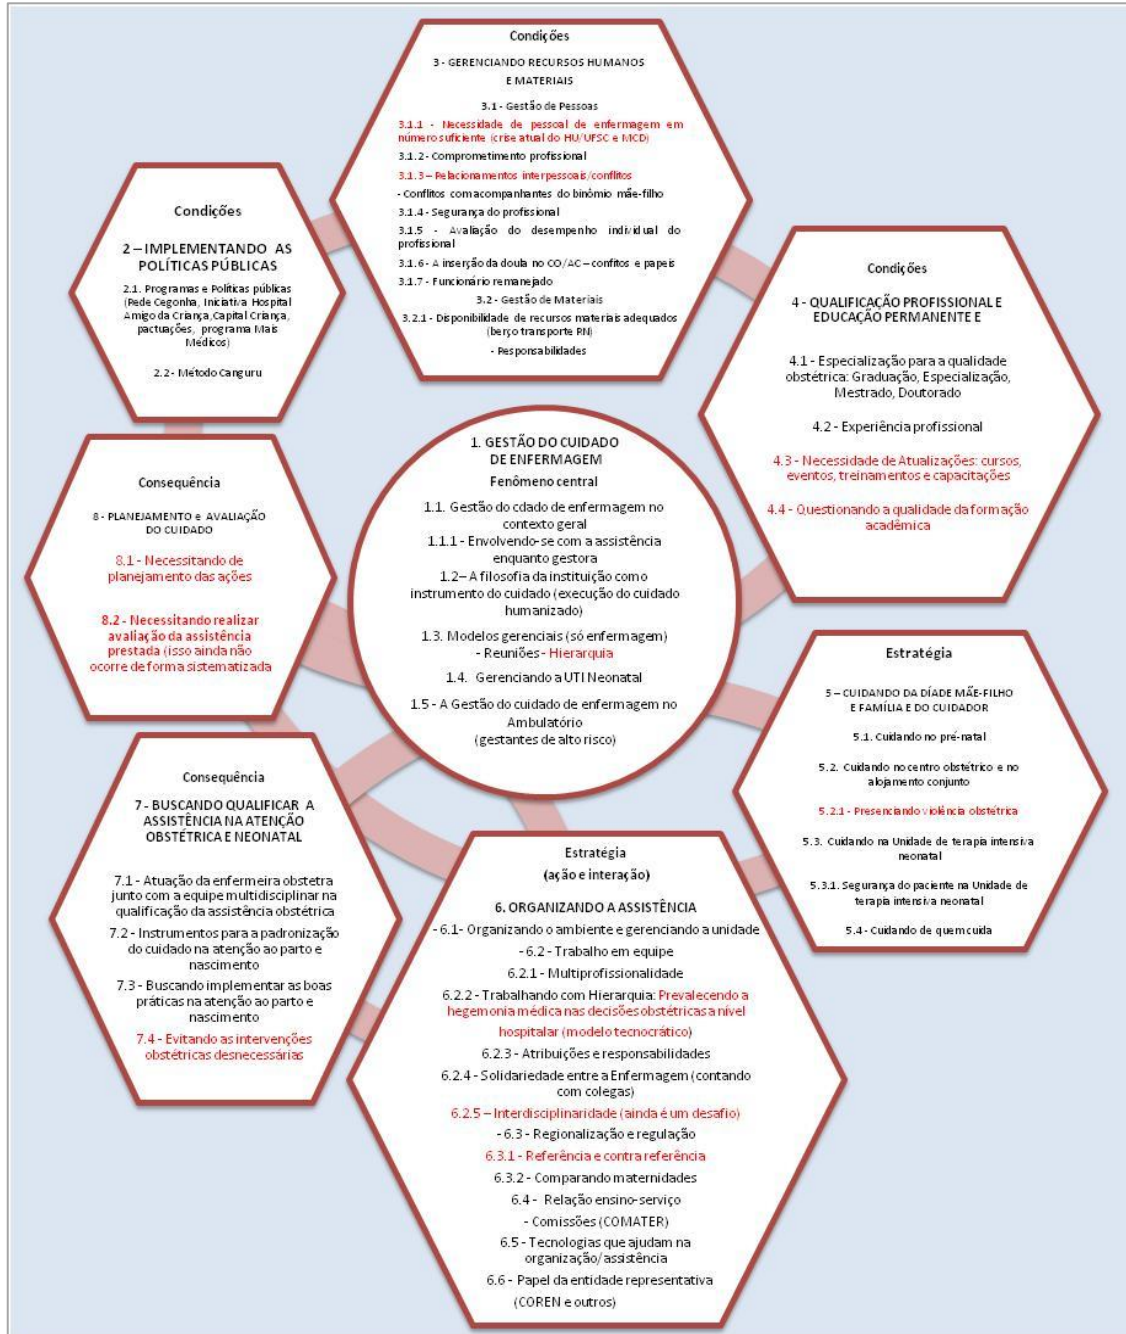 Condições
3 - GERENCIANDO RECURSOS HUMANOS
E MATERIAIS
3.1 - Gestão de Pessoas
3.1.1 - Necessidade de pessoal de enfermagem em
número suficiente (crise atual do HU/UFSC e MCD)
3.1.2- Comprometimento profissional
3.1.3 – Relacionamentos interpessoais/conflitos
- Conflitos com acompanhantes do binômio mãe-filho
3.1.4 - Segurança do profissional
3.1.5 - Avaliação do desempenho individual do
profissional
3.1.6 - A inserção da doula no CO/AC – conflitos e papeis
3.1.7 - Funcionário remanejado
3.2 - Gestão de Materiais
3.2.1 - Disponibilidade de recursos materiais adequados
(berço transporte RN)
- Responsabilidades
Condições
2 – IMPLEMENTANDO AS
POLÍTICAS PÚBLICAS
2.1. Programas e Políticas públicas
(Rede Cegonha, Iniciativa Hospital
Amigo da Criança,Capital Criança,
pactuações, programa Mais
Médicos)
2.2- Método Canguru
Condições
4 - QUALIFICAÇÃO PROFISSIONAL E
EDUCAÇÃO PERMANENTE E
4.1 - Especialização para a qualidade
obstétrica: Graduação, Especialização,
Mestrado, Doutorado
4.2 - Experiência profissional
4.3 - Necessidade de Atualizações: cursos,
eventos, treinamentos e capacitações
4.4 - Questionando a qualidade da formação
acadêmica
1. GESTÃO DO CUIDADO
DE ENFERMAGEM
Fenômeno central
1.1. Gestão do cdado de enfermagem no
contexto geral
1.1.1 - Envolvendo-se com a assistência
enquanto gestora
1.2– A filosofia da instituição como
instrumento do cuidado (execução do cuidado
humanizado)
1.3. Modelos gerenciais (só enfermagem)
- Reuniões - Hierarquia
1.4. Gerenciando a UTI Neonatal
1.5 - A Gestão do cuidado de enfermagem no
Ambulatório
(gestantes de alto risco)
Consequência
8 - PLANEJAMENTO e AVALIAÇÃO
DO CUIDADO
8.1 - Necessitando de
planejamento das ações
8.2 - Necessitando realizar
avaliação da assistência
prestada (isso ainda não
ocorre de forma sistematizada
Estratégia
5 – CUIDANDO DA DÍADE MÃE-FILHO
E FAMÍLIA E DO CUIDADOR
5.1. Cuidando no pré-natal
5.2. Cuidando no centro obstétrico e no
alojamento conjunto
5.2.1 - Presenciando violência obstétrica
5.3. Cuidando na Unidade de terapia intensiva
neonatal
5.3.1. Segurança do paciente na Unidade de
terapia intensiva neonatal
5.4 - Cuidando de quem cuida
Consequência
7 - BUSCANDO QUALIFICAR A
ASSISTÊNCIA NA ATENÇÃO
OBSTÉTRICA E NEONATAL
7.1 - Atuação da enfermeira obstetra
junto com a equipe multidisciplinar na
qualificação da assistência obstétrica
7.2 - Instrumentos para a padronização
do cuidado na atenção ao parto e
nascimento
7.3 - Buscando implementar as boas
práticas na atenção ao parto e
nascimento
7.4 - Evitando as intervenções
obstétricas desnecessárias
Estratégia
(ação e interação)
6. ORGANIZANDO A ASSISTÊNCIA
- 6.1- Organizando o ambiente e gerenciando a unidade
- 6.2 - Trabalho em equipe
6.2.1 - Multiprofissionalidade
6.2.2 - Trabalhando com Hierarquia: Prevalecendo a
hegemonia médica nas decisões obstétricas a nível
hospitalar (modelo tecnocrático)
6.2.3 - Atribuições e responsabilidades
6.2.4 - Solidariedade entre a Enfermagem (contando
com colegas)
6.2.5 – Interdisciplinaridade (ainda é um desafio)
- 6.3 - Regionalização e regulação
6.3.1 - Referência e contra referência
6.3.2 - Comparando maternidades
6.4 - Relação ensino-serviço
- Comissões (COMATER)
6.5 - Tecnologias que ajudam na
organização/assistência
6.6 - Papel da entidade representativa
(COREN e outros)